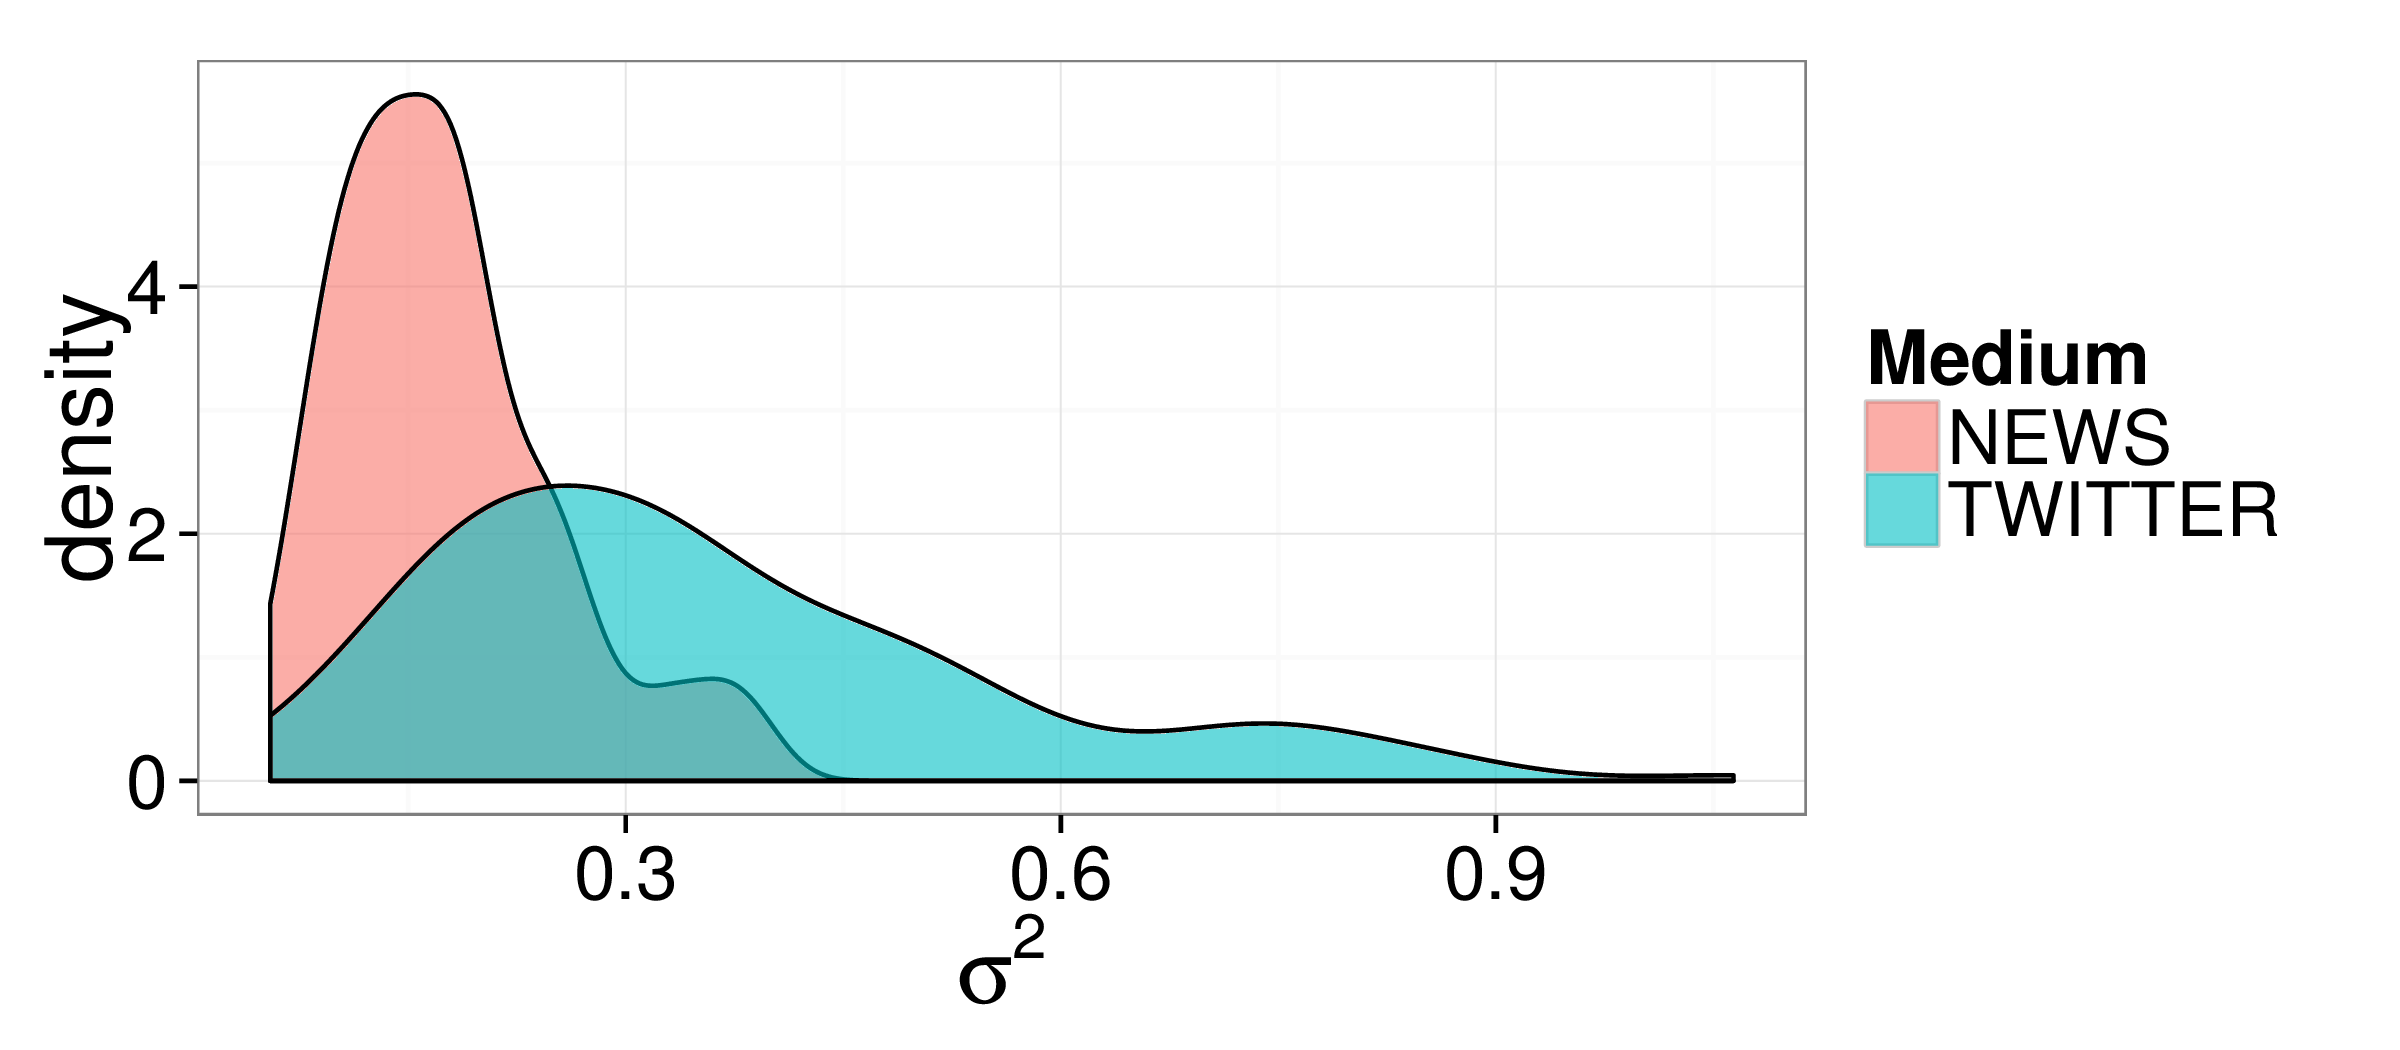 density
4
2
0
0.3 0.6 0.9
σ²
Medium
NEWS
TWITTER